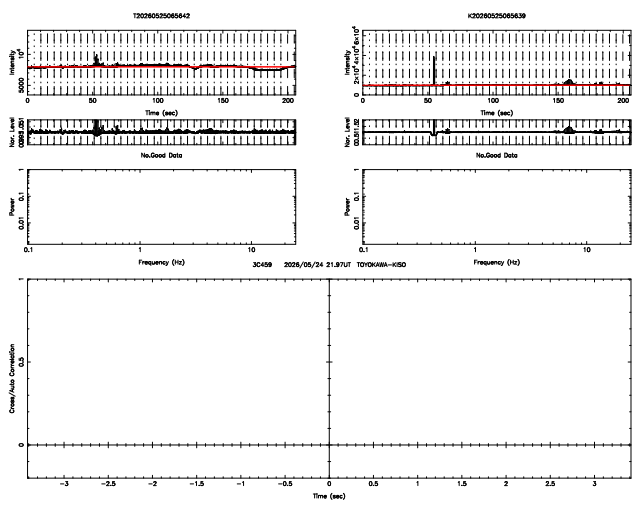 T20260525065642 K20260525065639
Intensity 10⁴ 5000
0 50 100 150 200
Time (sec)
Intensity 0 2×10⁴ 4×10⁴ 6×10⁴
0 50 100 150 200
Time (sec)
Nor. Level
Nor. Level
No.Good Data No.Good Data
Power 1 0.1 0.01
0.1 1 10
Frequency (Hz)
Power 1 0.1 0.01
0.1 1 10
Frequency (Hz)
3C459 2026/05/24 21.97UT TOYOKAWA-KISO
Cross/Auto Correlation
1
0.5
0
-3 -2.5 -2 -1.5 -1 -0.5 0 0.5 1 1.5 2 2.5 3
Time (sec)